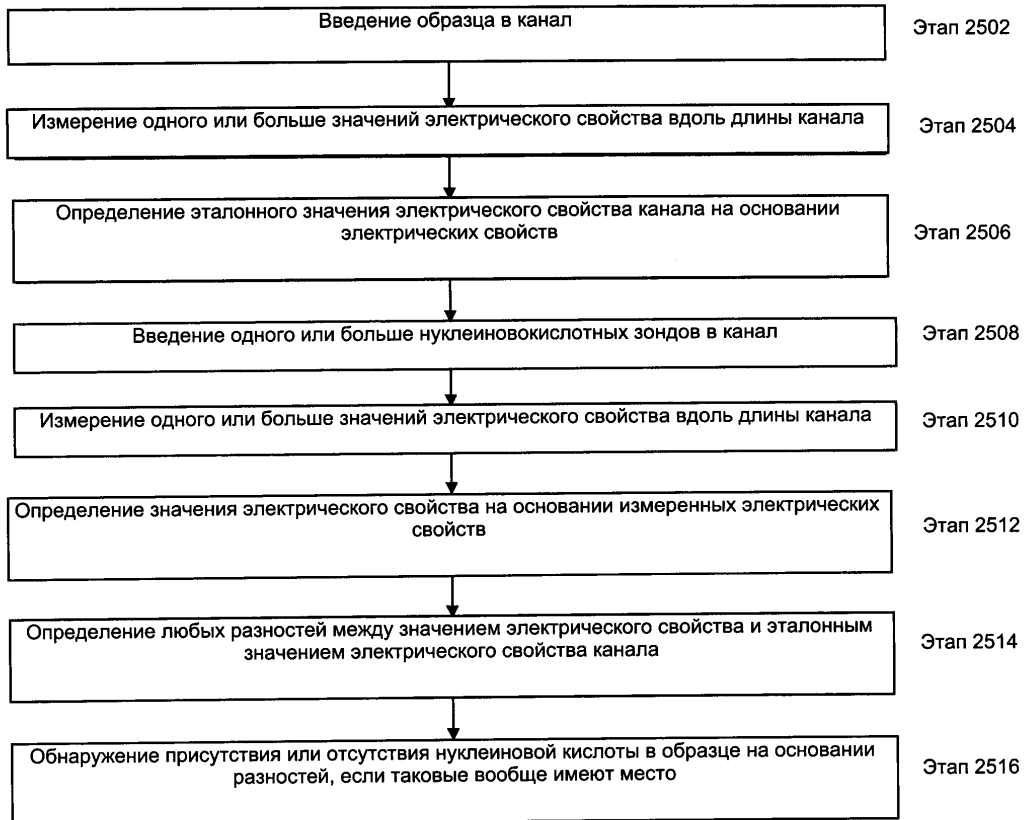 Введение образца в канал
Этап 2502
Измерение одного или больше значений электрического свойства вдоль длины канала
Этап 2504
Определение эталонного значения электрического свойства канала на основании
электрических свойств
Этап 2506
Введение одного или больше нуклеиновокислотных зондов в канал
Этап 2508
Измерение одного или больше значений электрического свойства вдоль длины канала
Этап 2510
Определение значения электрического свойства на основании измеренных электрических
свойств
Этап 2512
Определение любых разностей между значением электрического свойства и эталонным
значением электрического свойства канала
Этап 2514
Обнаружение присутствия или отсутствия нуклеиновой кислоты в образце на основании
разностей, если таковые вообще имеют место
Этап 2516